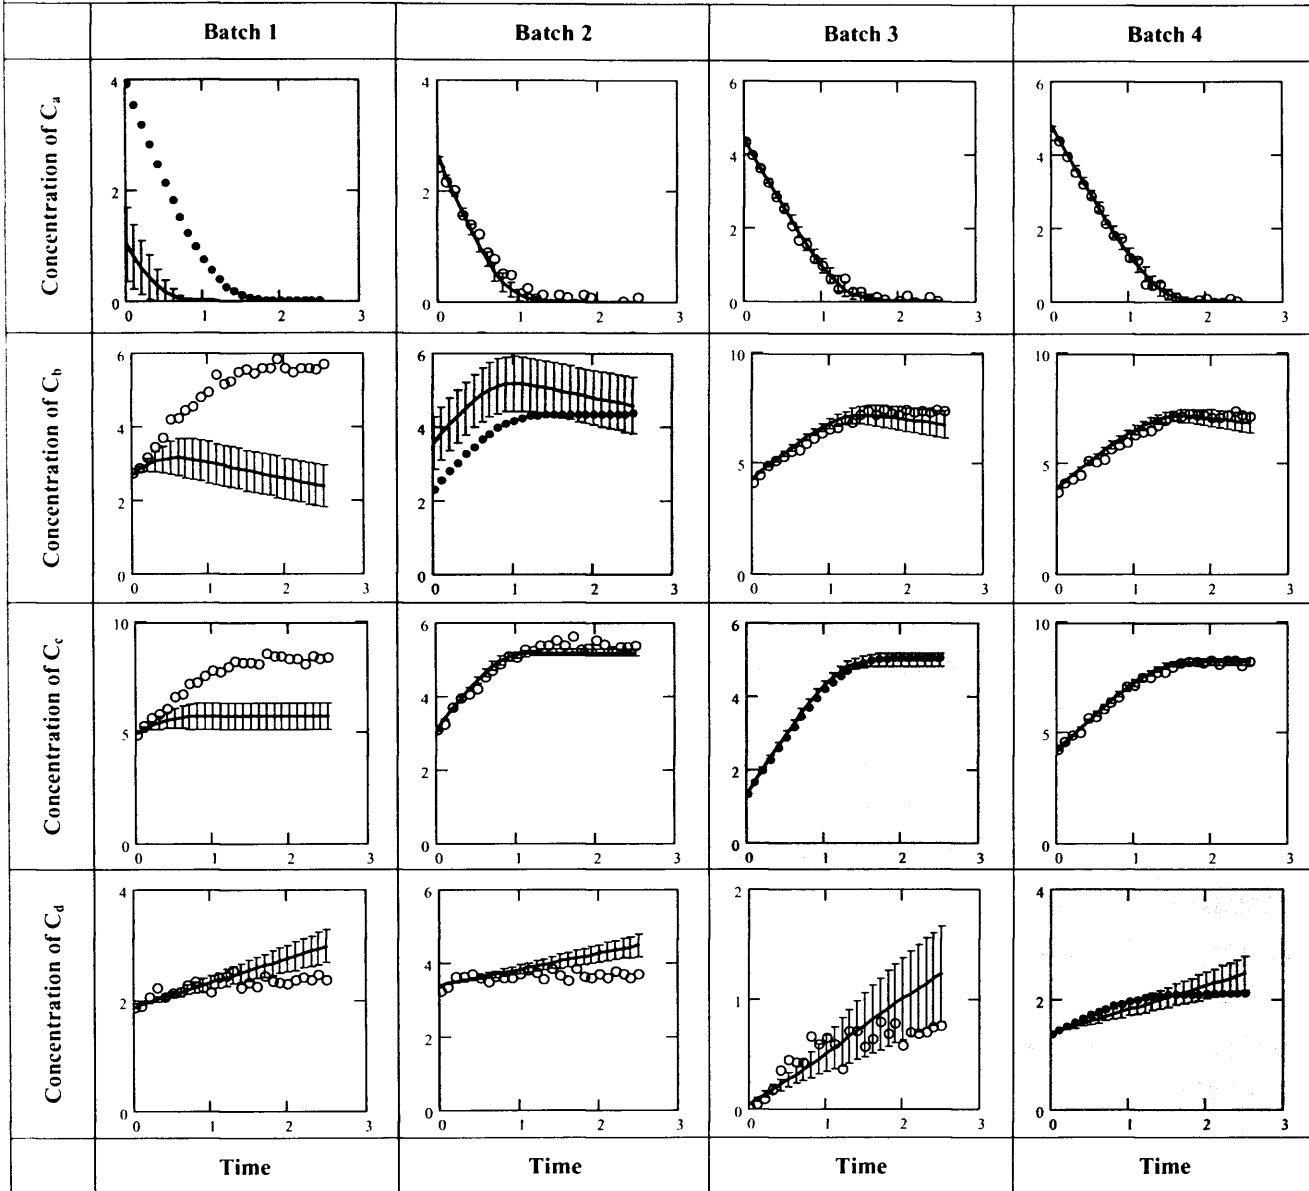 Batch 1 Batch 2 Batch 3 Batch 4
Concentration of Ca
4 2 0 0 1 2 3
4 2 0 0 1 2 3
6 4 2 0 0 1 2 3
6 4 2 0 0 1 2 3
Concentration of Cb
6 4 2 0 0 1 2 3
6 4 2 0 0 1 2 3
10 5 0 0 1 2 3
10 5 0 0 1 2 3
Concentration of Cc
10 5 0 0 1 2 3
6 4 2 0 0 1 2 3
6 4 2 0 0 1 2 3
10 5 0 0 1 2 3
Concentration of Cd
4 2 0 0 1 2 3
6 4 2 0 0 1 2 3
2 1 0 0 1 2 3
4 2 0 0 1 2 3
Time Time Time Time